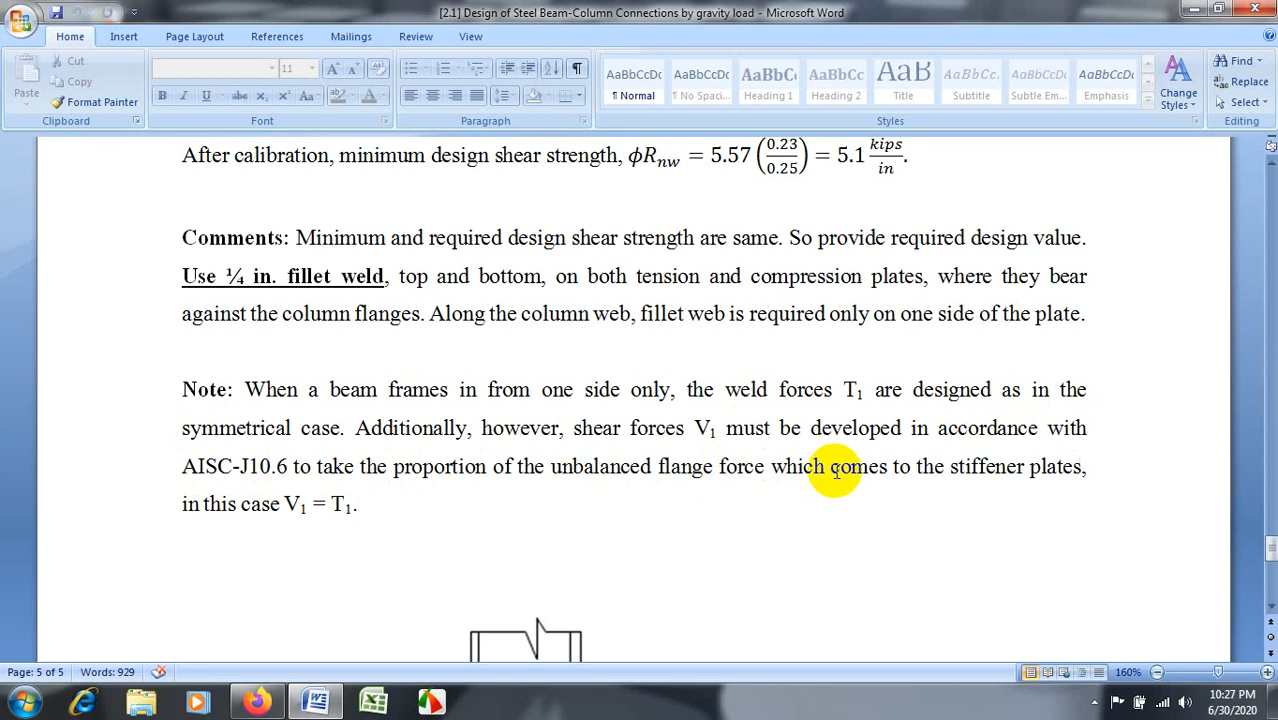 [2.1] Design of Steel Beam-Column Connections by gravity load - Microsoft Word
Home Insert Page Layout References Mailings Review View
Paste
Cut
Copy
Format Painter
Clipboard
11
Font
Paragraph
AaBbCcDc AaBbCcDc AaBbC AaBbCc AaB AaBbCcL AaBbCcDc AaBbCcDc
¶ Normal ¶ No Spaci... Heading 1 Heading 2 Title Subtitle Subtle Em... Emphasis
Change Styles
Styles
Find
Replace
Select
Editing
After calibration, minimum design shear strength, ϕRnw = 5.57 (0.23/0.25) = 5.1 kips/in.
Comments: Minimum and required design shear strength are same. So provide required design value.
Use ¼ in. fillet weld, top and bottom, on both tension and compression plates, where they bear
against the column flanges. Along the column web, fillet web is required only on one side of the plate.
Note: When a beam frames in from one side only, the weld forces T1 are designed as in the
symmetrical case. Additionally, however, shear forces V1 must be developed in accordance with
AISC-J10.6 to take the proportion of the unbalanced flange force which comes to the stiffener plates,
in this case V1 = T1.
Page: 5 of 5 Words: 929 160%
10:27 PM
6/30/2020